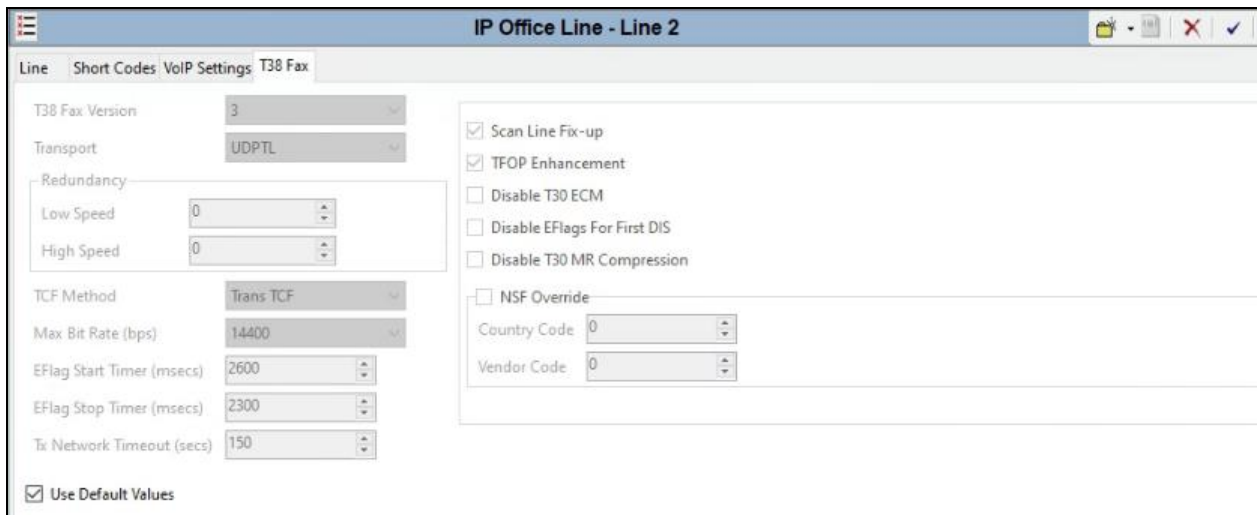 IP Office Line - Line 2
Line Short Codes VoIP Settings T38 Fax
T38 Fax Version 3
Transport UDPTL
Redundancy
Low Speed 0
High Speed 0
TCF Method Trans TCF
Max Bit Rate (bps) 14400
EFlag Start Timer (msecs) 2600
EFlag Stop Timer (msecs) 2300
Tx Network Timeout (secs) 150
Use Default Values
Scan Line Fix-up
TFOP Enhancement
Disable T30 ECM
Disable EFlags For First DIS
Disable T30 MR Compression
NSF Override
Country Code 0
Vendor Code 0